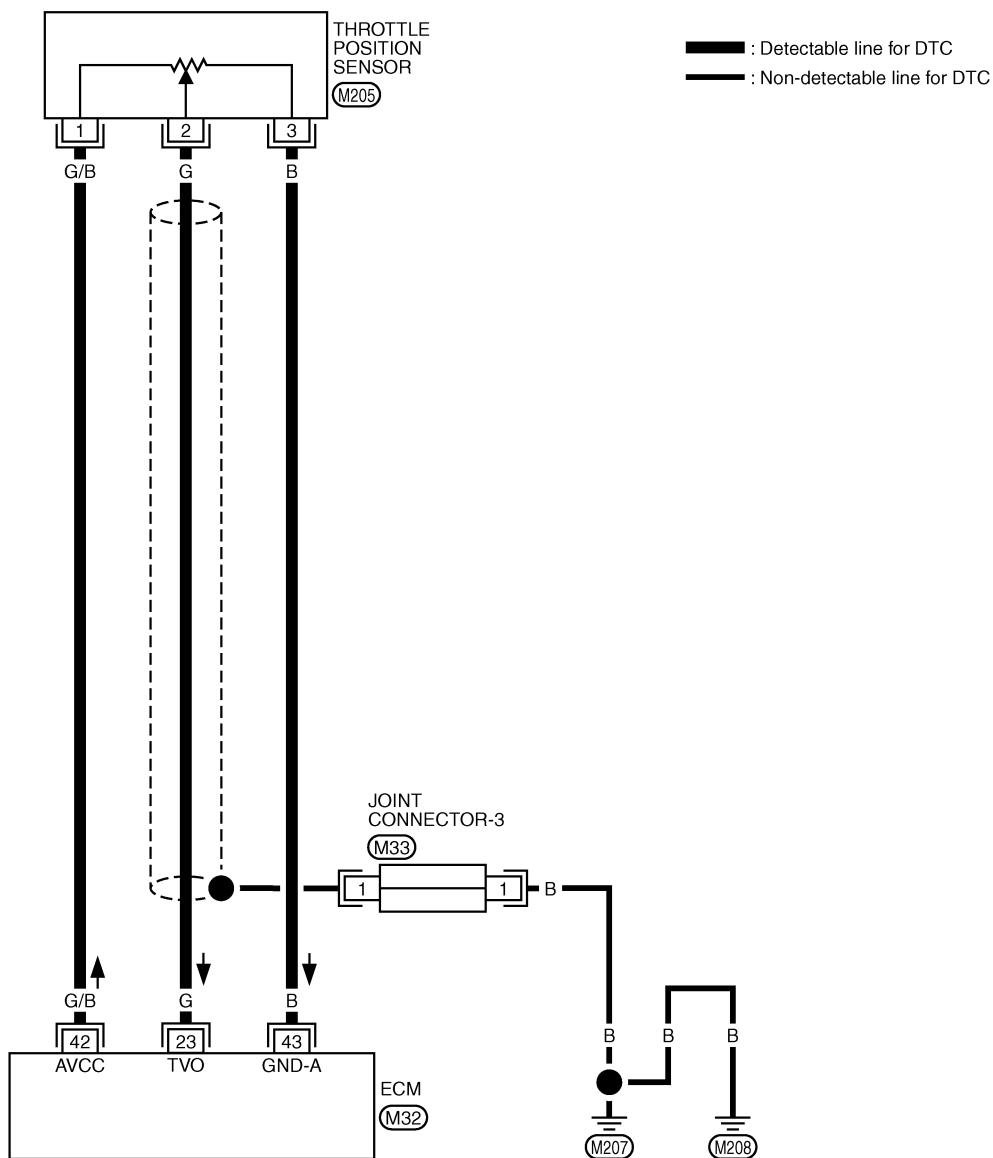 THROTTLE
POSITION
SENSOR
M205
: Detectable line for DTC
: Non-detectable line for DTC
1 2 3
G/B G B
JOINT
CONNECTOR-3
M33
1 1 B
G/B G B
42 23 43
AVCC TVO GND-A
ECM
M32
B B B
M207 M208